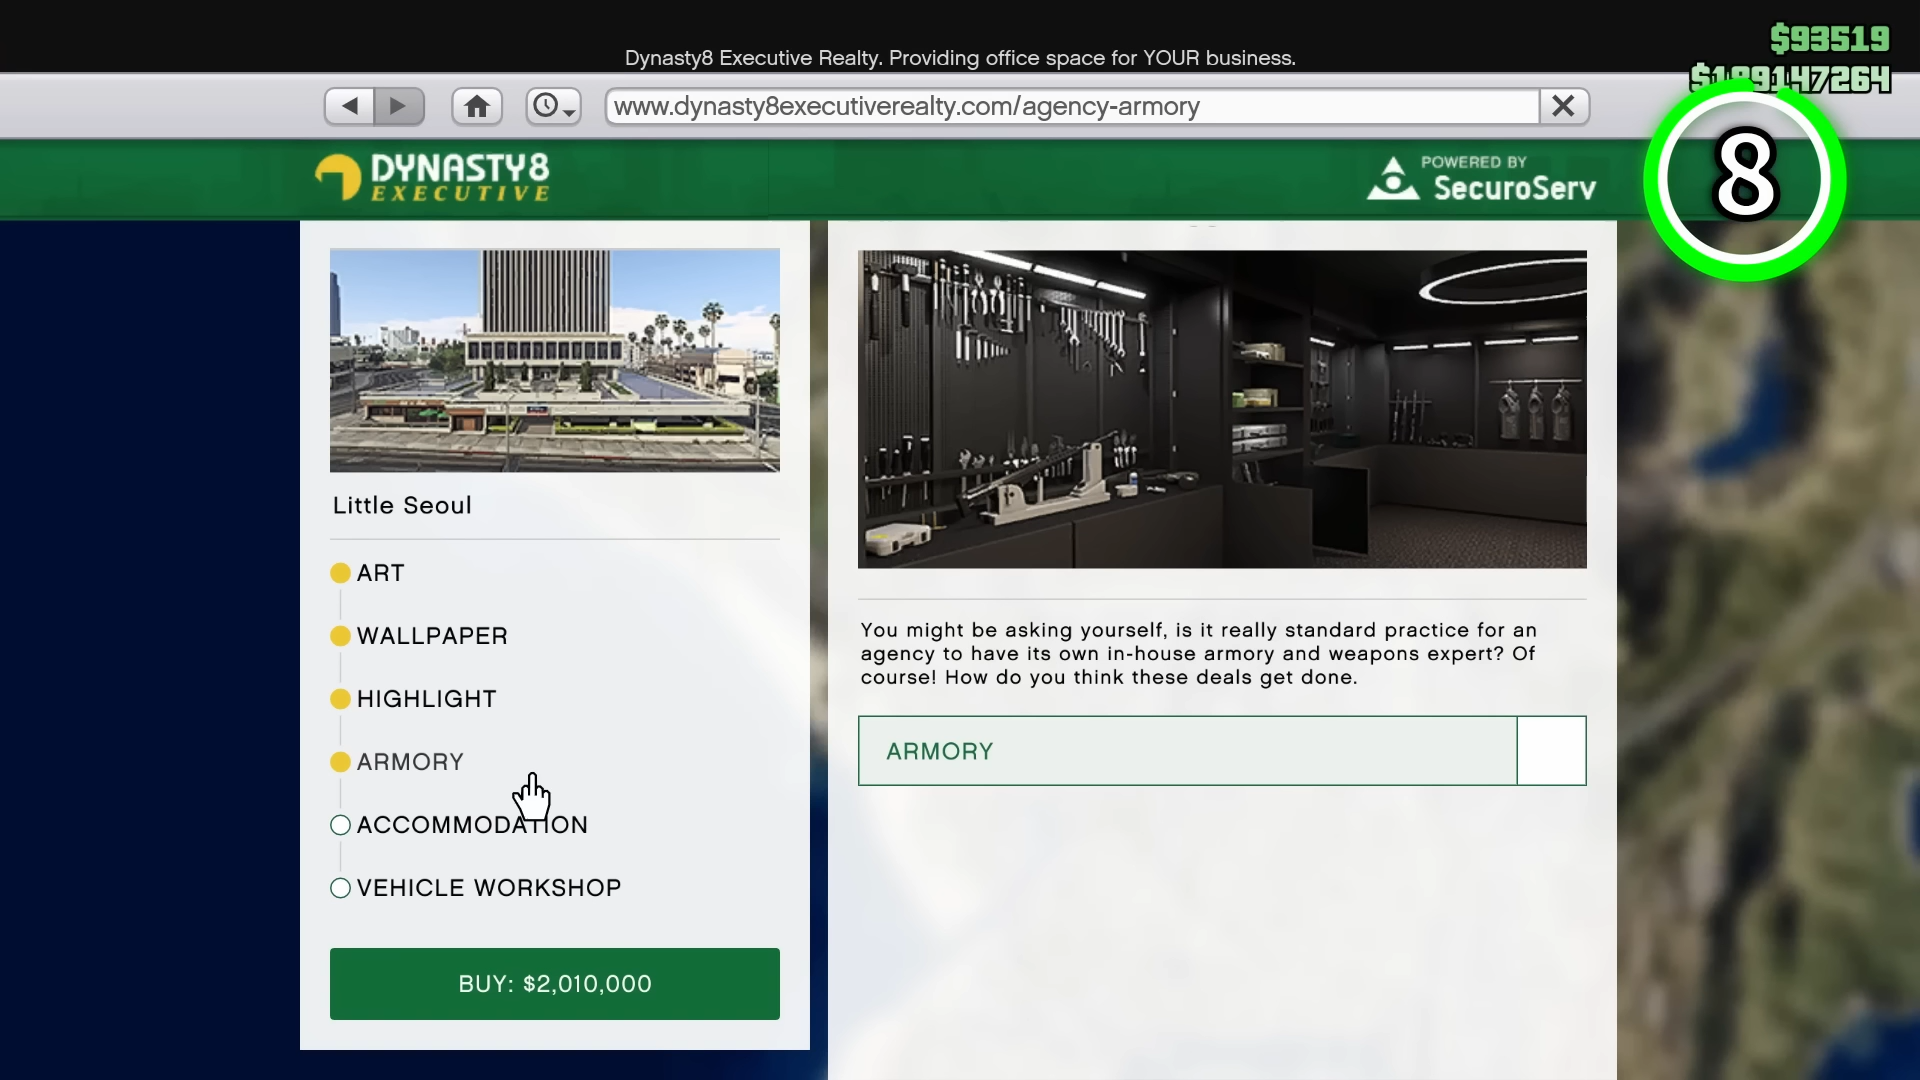 Dynasty8 Executive Realty. Providing office space for YOUR business.
$93519
www.dynasty8executiverealty.com/agency-armory
8
DYNASTY8
EXECUTIVE
POWERED BY
SecuroServ
Little Seoul
ART
WALLPAPER
HIGHLIGHT
ARMORY
ACCOMMODATION
VEHICLE WORKSHOP
BUY: $2,010,000
You might be asking yourself, is it really standard practice for an
agency to have its own in-house armory and weapons expert? Of
course! How do you think these deals get done.
ARMORY